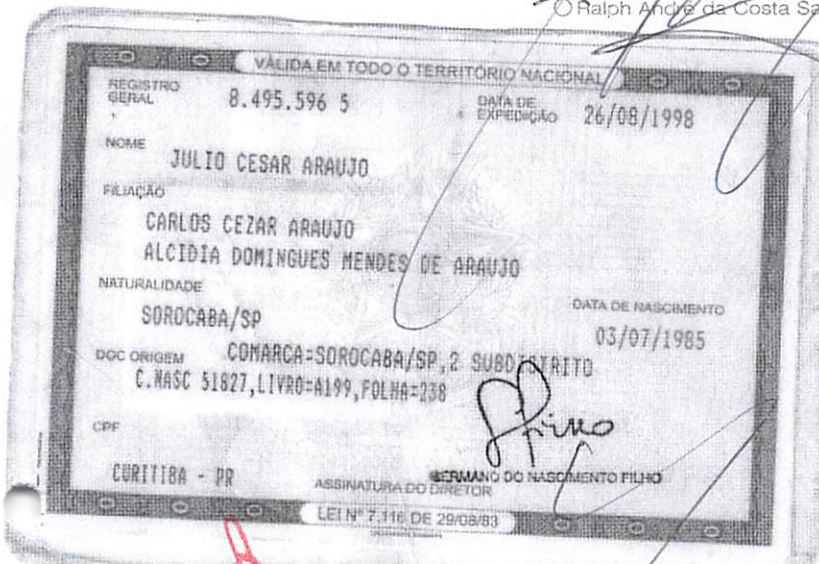 Ralph André da Costa Sa
VÁLIDA EM TODO O TERRITÓRIO NACIONAL
REGISTRO GERAL 8.495.596 5 DATA DE EXPEDIÇÃO 26/08/1998
NOME JULIO CESAR ARAUJO
FILIAÇÃO
CARLOS CEZAR ARAUJO
ALCIDIA DOMINGUES MENDES DE ARAUJO
NATURALIDADE
SOROCABA/SP
DATA DE NASCIMENTO
03/07/1985
DOC ORIGEM COMARCA=SOROCABA/SP,2 SUBDISTRITO
C.NASC 51827,LIVRO=A199,FOLHA=238
CPF
CURITIBA - PR
GERMANO DO NASCIMENTO FILHO
ASSINATURA DO DIRETOR
LEI Nº 7.116 DE 29/08/83